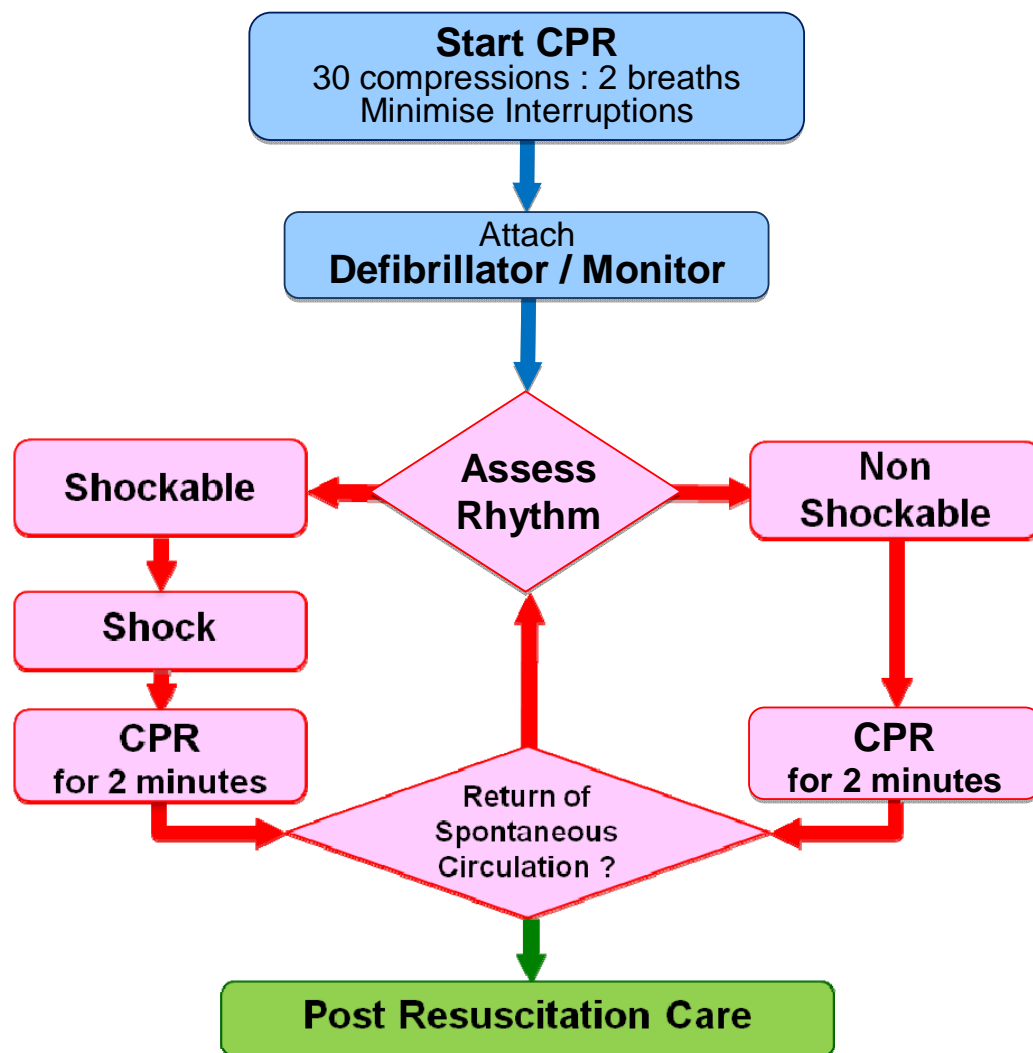 Start CPR
30 compressions : 2 breaths
Minimise Interruptions
Attach
Defibrillator / Monitor
Assess
Rhythm
Shockable
Non
Shockable
Shock
CPR
for 2 minutes
CPR
for 2 minutes
Return of
Spontaneous
Circulation ?
Post Resuscitation Care